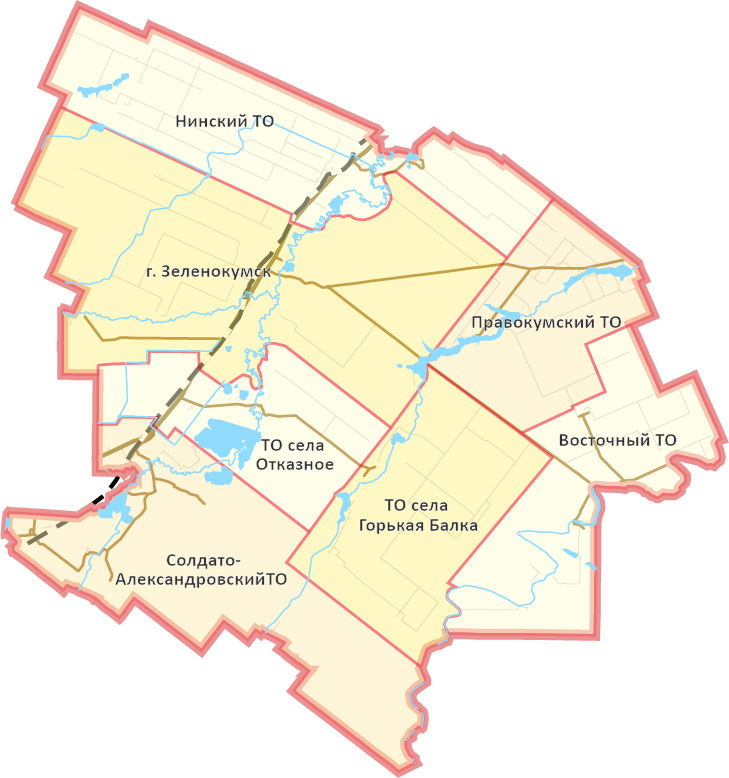 Нинский ТО
г. Зеленокумск
Правокумский ТО
Восточный ТО
ТО села
Отказное
ТО села
Горькая Балка
Солдато-
АлександровскийТО